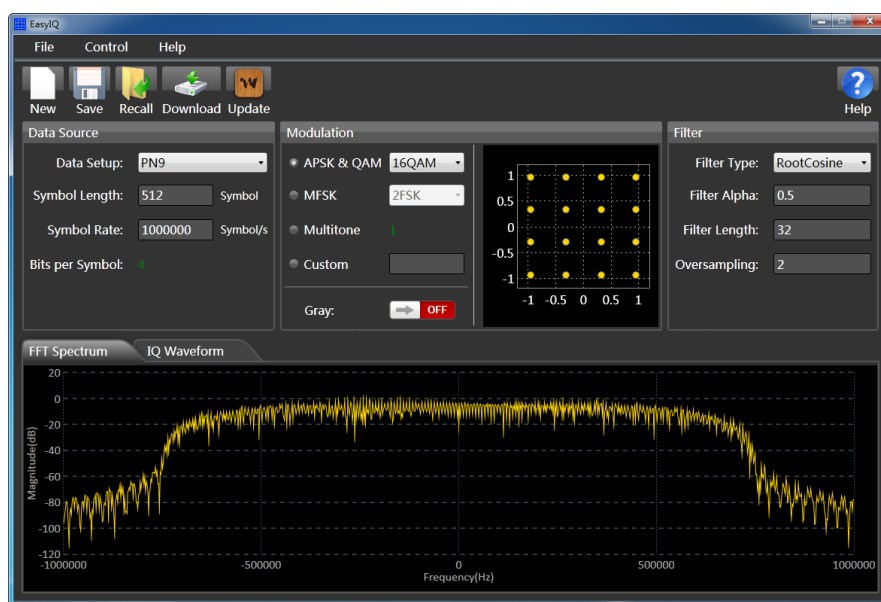 EasyIQ
File Control Help
New Save Recall Download Update Help
Data Source
Data Setup: PN9
Symbol Length: 512 Symbol
Symbol Rate: 1000000 Symbol/s
Bits per Symbol: 4
Modulation
APSK & QAM 16QAM
MFSK 2FSK
Multitone 1
Custom
Gray: OFF
1
0.5
0
-0.5
-1
-1 -0.5 0 0.5 1
Filter
Filter Type: RootCosine
Filter Alpha: 0.5
Filter Length: 32
Oversampling: 2
FFT Spectrum IQ Waveform
Magnitude(dB)
20
0
-20
-40
-60
-80
-100
-120
-1000000 -500000 0 500000 1000000
Frequency(Hz)